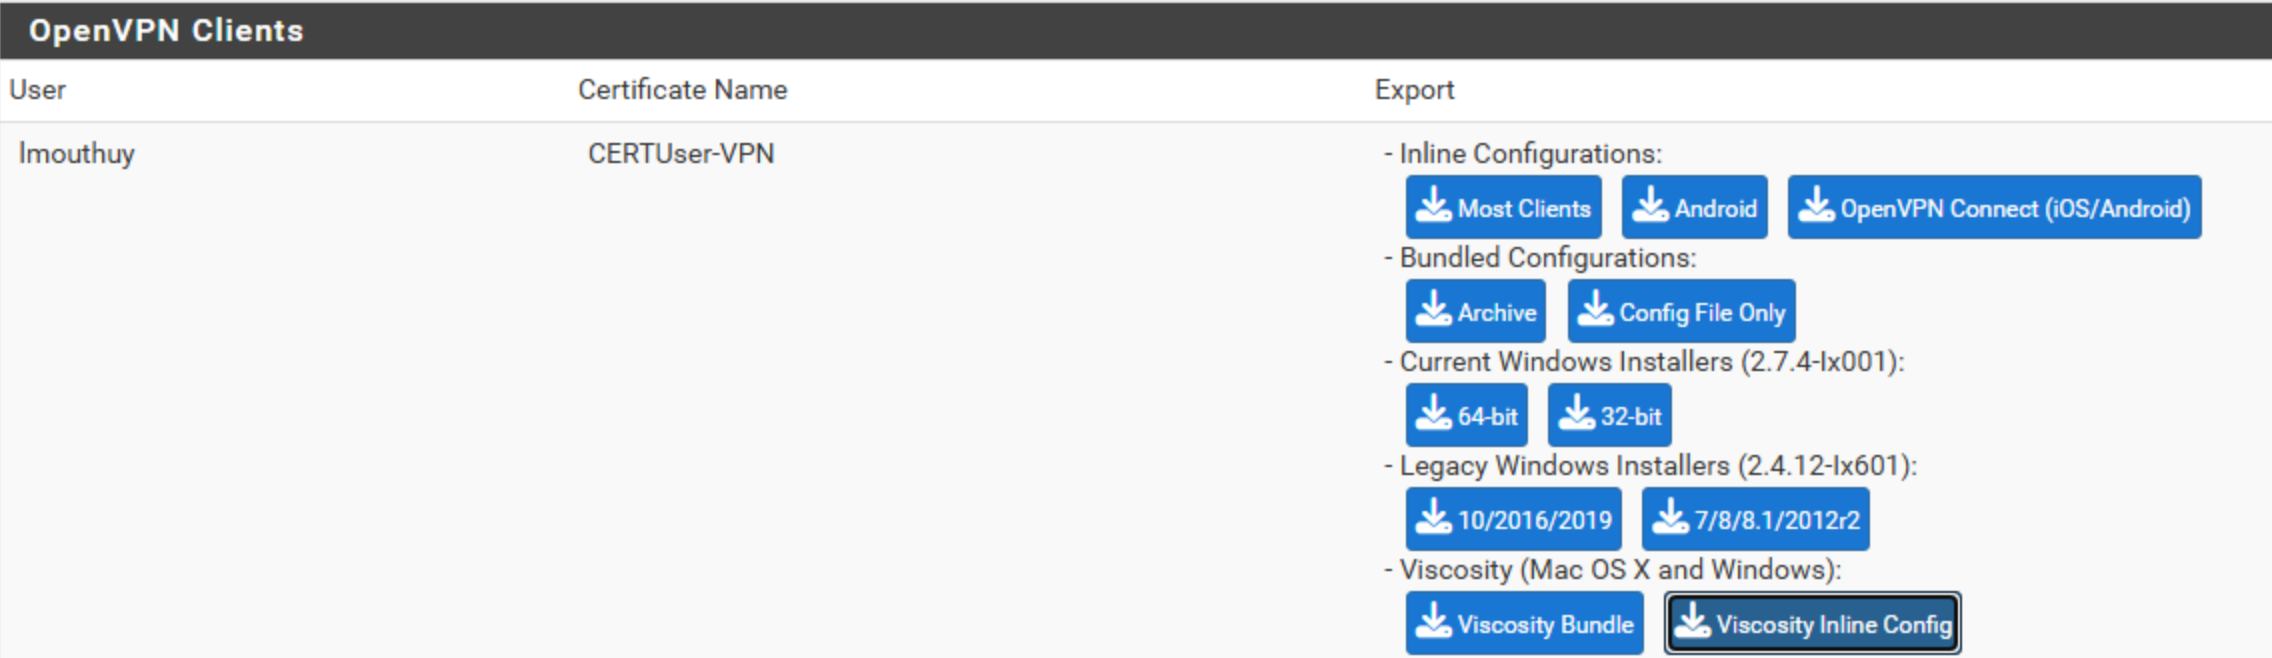 OpenVPN Clients
User Certificate Name Export
lmouthuy CERTUser-VPN - Inline Configurations:
Most Clients Android OpenVPN Connect (iOS/Android)
- Bundled Configurations:
Archive Config File Only
- Current Windows Installers (2.7.4-Ix001):
64-bit 32-bit
- Legacy Windows Installers (2.4.12-Ix601):
10/2016/2019 7/8/8.1/2012r2
- Viscosity (Mac OS X and Windows):
Viscosity Bundle Viscosity Inline Config